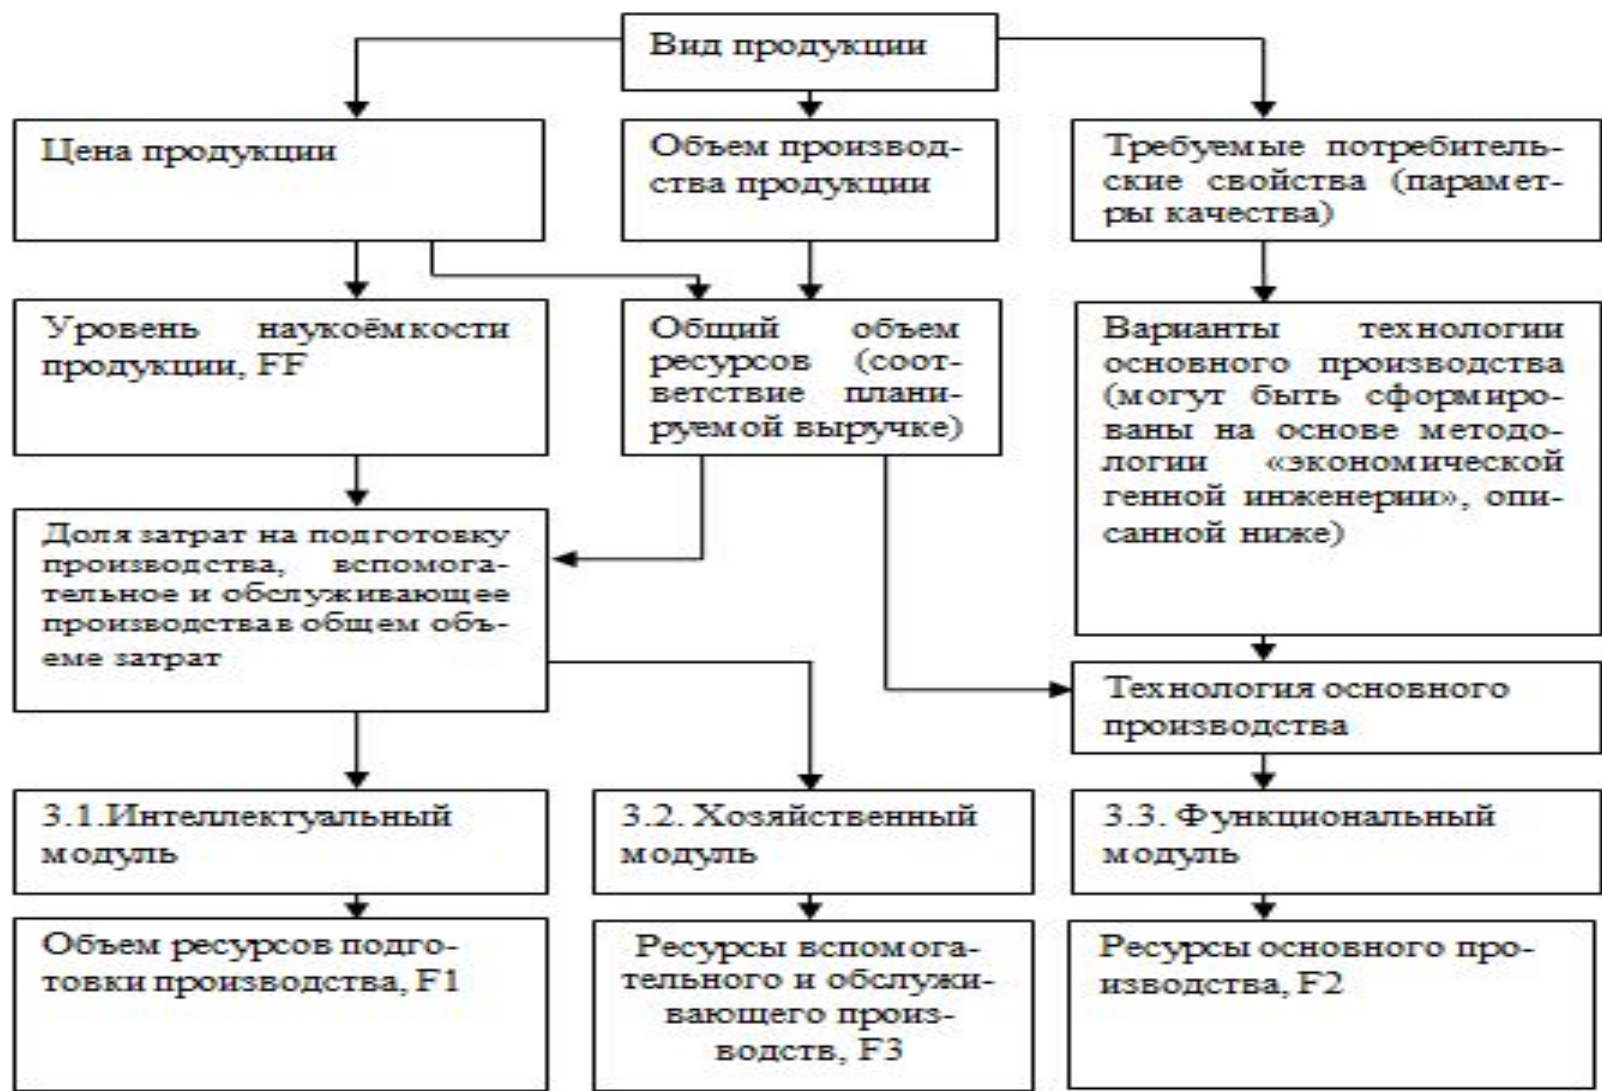 Вид продукции
Цена продукции
Объем производ-
ства продукции
Требуемые потребитель-
ские свойства (парамет-
ры качества)
Уровень наукоёмкости
продукции, FF
Общий объем
ресурсов (соот-
ветствие плани-
руемой выручке)
Варианты технологии
основного производства
(могут быть сформиро-
ваны на основе методо-
логии «экономической
генной инженерии», опи-
санной ниже)
Доля затрат на подготовку
производства, вспомога-
тельное и обслуживающее
производствав общем объ-
еме затрат
Технология основного
производства
3.1.Интеллектуальный
модуль
3.2. Хозяйственный
модуль
3.3. Функциональный
модуль
Объем ресурсов подго-
товки производства, F1
Ресурсы вспомога-
тельного и обслужи-
вающего произ-
водств, F3
Ресурсы основного про-
изводства, F2